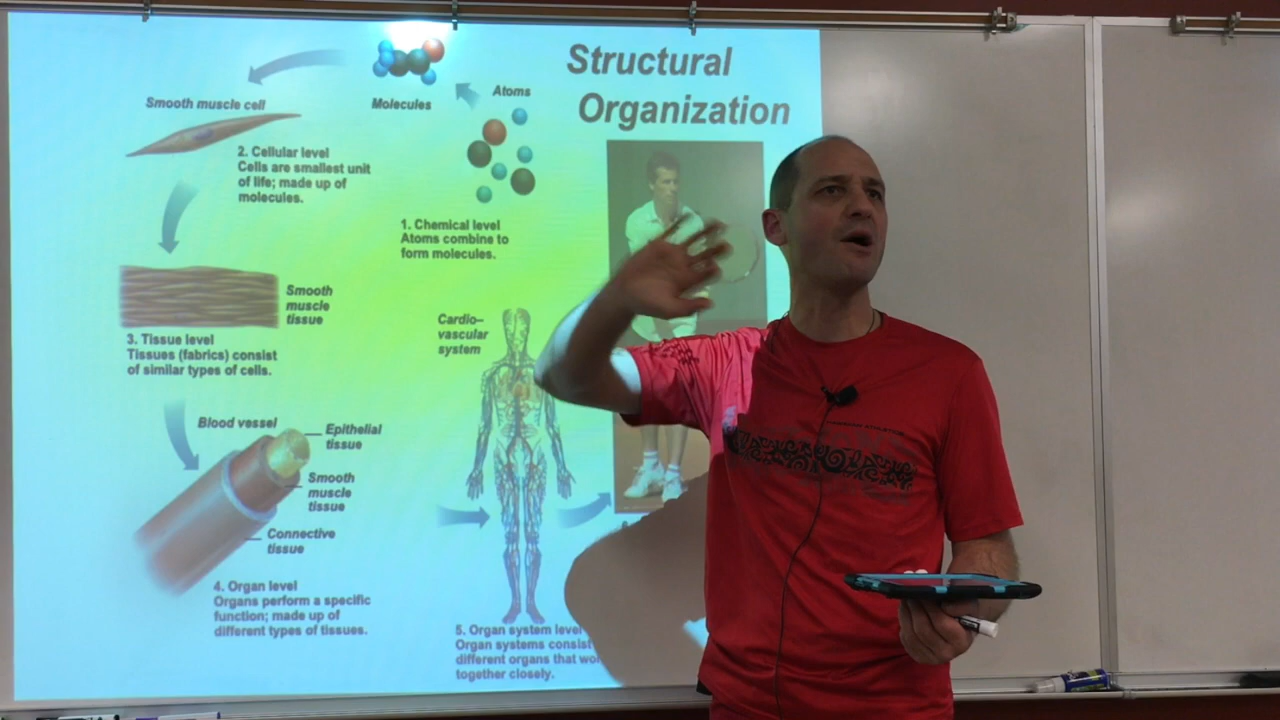 Structural
Organization
Atoms
Molecules
Smooth muscle cell
1. Chemical level
Atoms combine to
form molecules.
2. Cellular level
Cells are smallest unit
of life; made up of
molecules.
Smooth
muscle
tissue
3. Tissue level
Tissues (fabrics) consist
of similar types of cells.
Blood vessel
Epithelial
tissue
Smooth
muscle
tissue
Connective
tissue
4. Organ level
Organs perform a specific
function; made up of
different types of tissues.
Cardio–
vascular
system
5. Organ system level
Organ systems consist
different organs that
together closely.